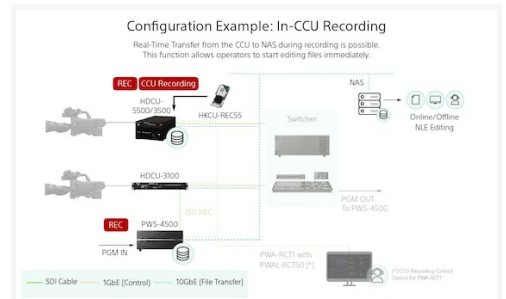 Configuration Example: In-CCU Recording
Real-Time Transfer from the CCU to NAS during recording is possible.
This function allows operators to start editing files immediately.
REC
CCU Recording
HDCU-
5500/3500
HKCU-REC55
NAS
Online/Offline
NLE Editing
Switcher
HDCU-3100
ISO REC
PGM OUT
To PWS-4500
REC
PWS-4500
PGM IN
PWA-RCT1 with
PWAL-RCT50 (*)
(*) CCU Recording Control
Option for PWA-RCT1
SDI Cable
1GbE (Control)
10GbE (File Transfer)